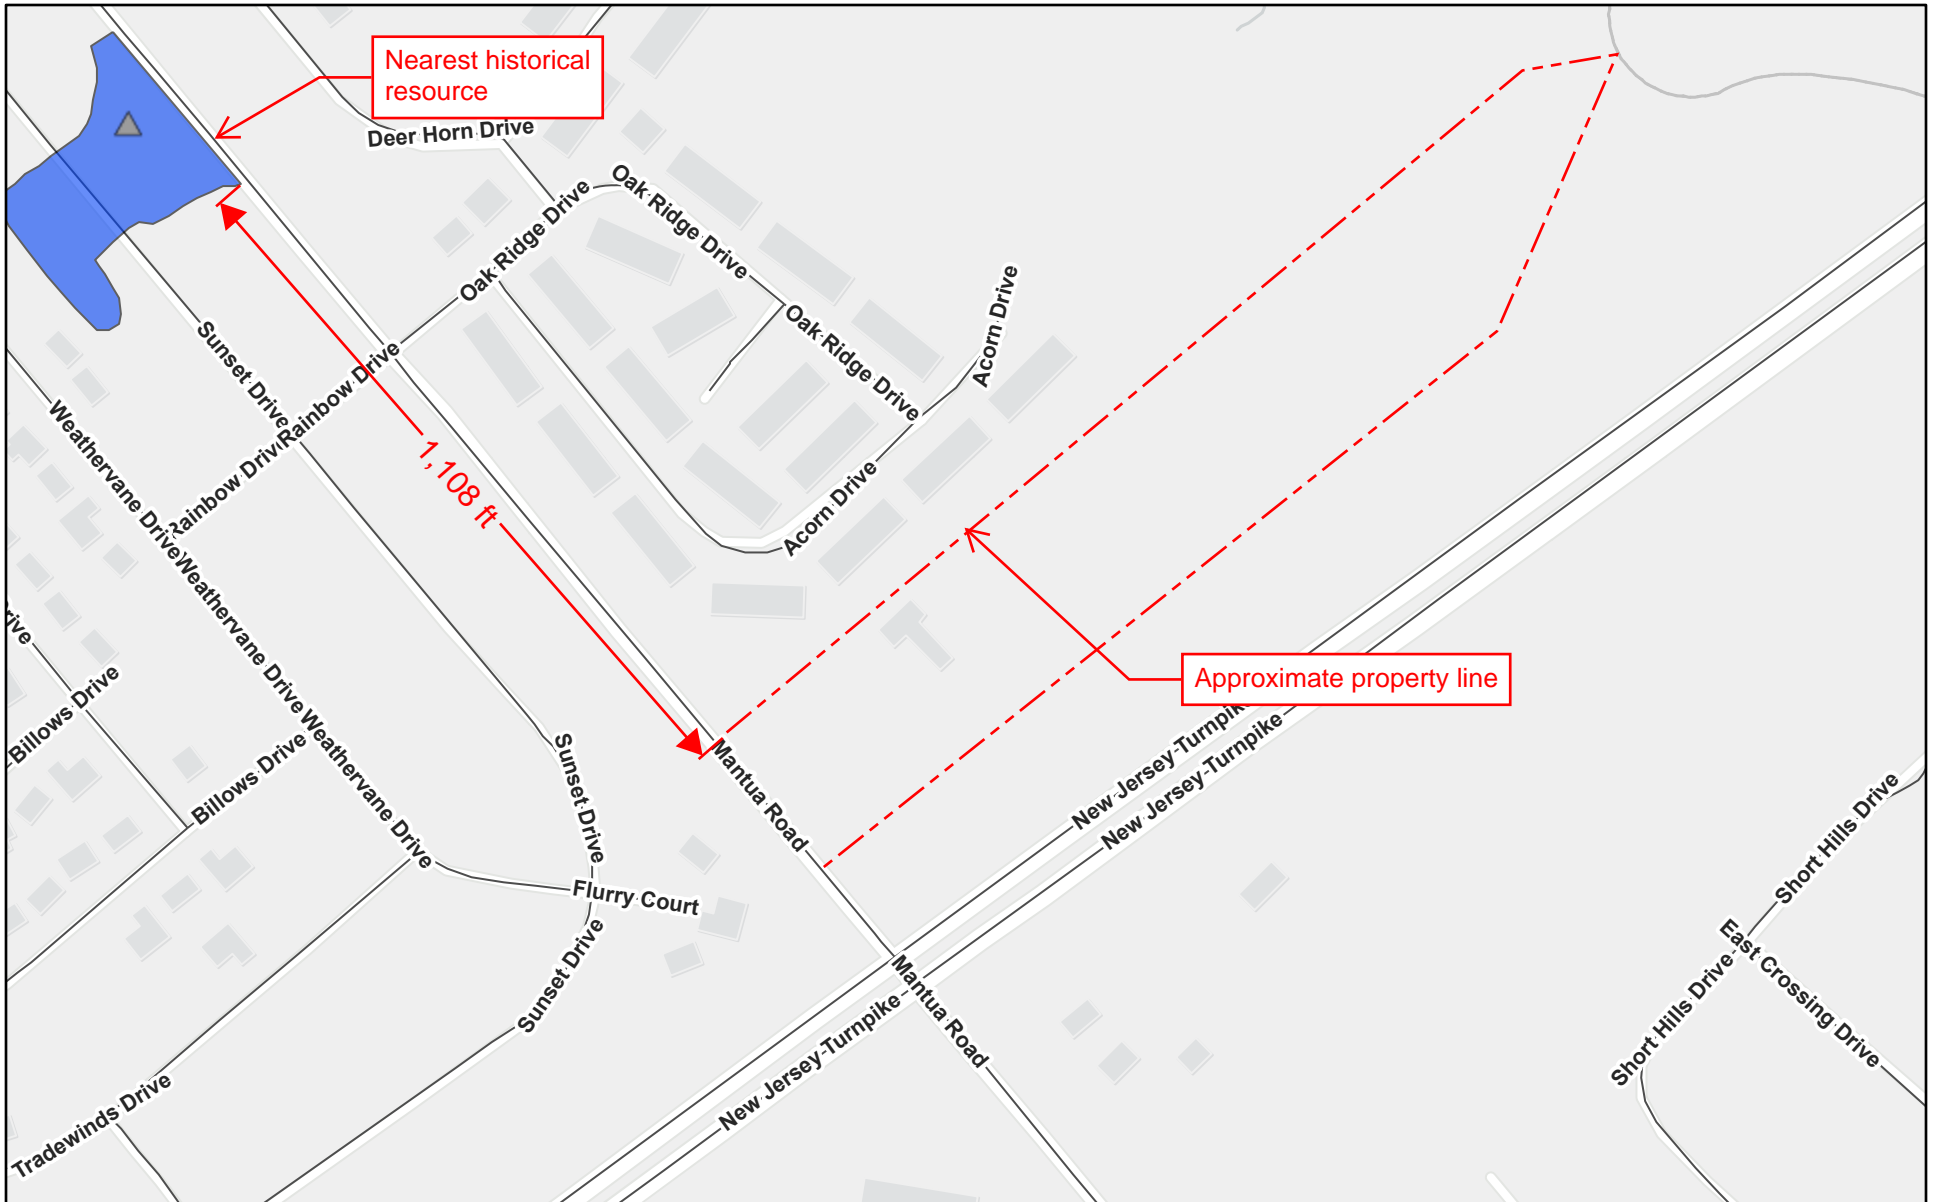 Nearest historical
resource
Deer Horn Drive
Oak Ridge Drive
Oak Ridge Drive
Oak Ridge Drive
Acorn Drive
Acorn Drive
Sunset Drive
Rainbow Drive
Rainbow Drive
Weathervane Drive
Weathervane Drive
Weathervane Drive
1,108 ft
Approximate property line
Billows Drive
Billows Drive
Sunset Drive
Mantua Road
New Jersey Turnpike
New Jersey Turnpike
Flurry Court
Sunset Drive
Short Hills Drive
East Crossing Drive
Short Hills Drive
Mantua Road
New Jersey Turnpike
Tradewinds Drive